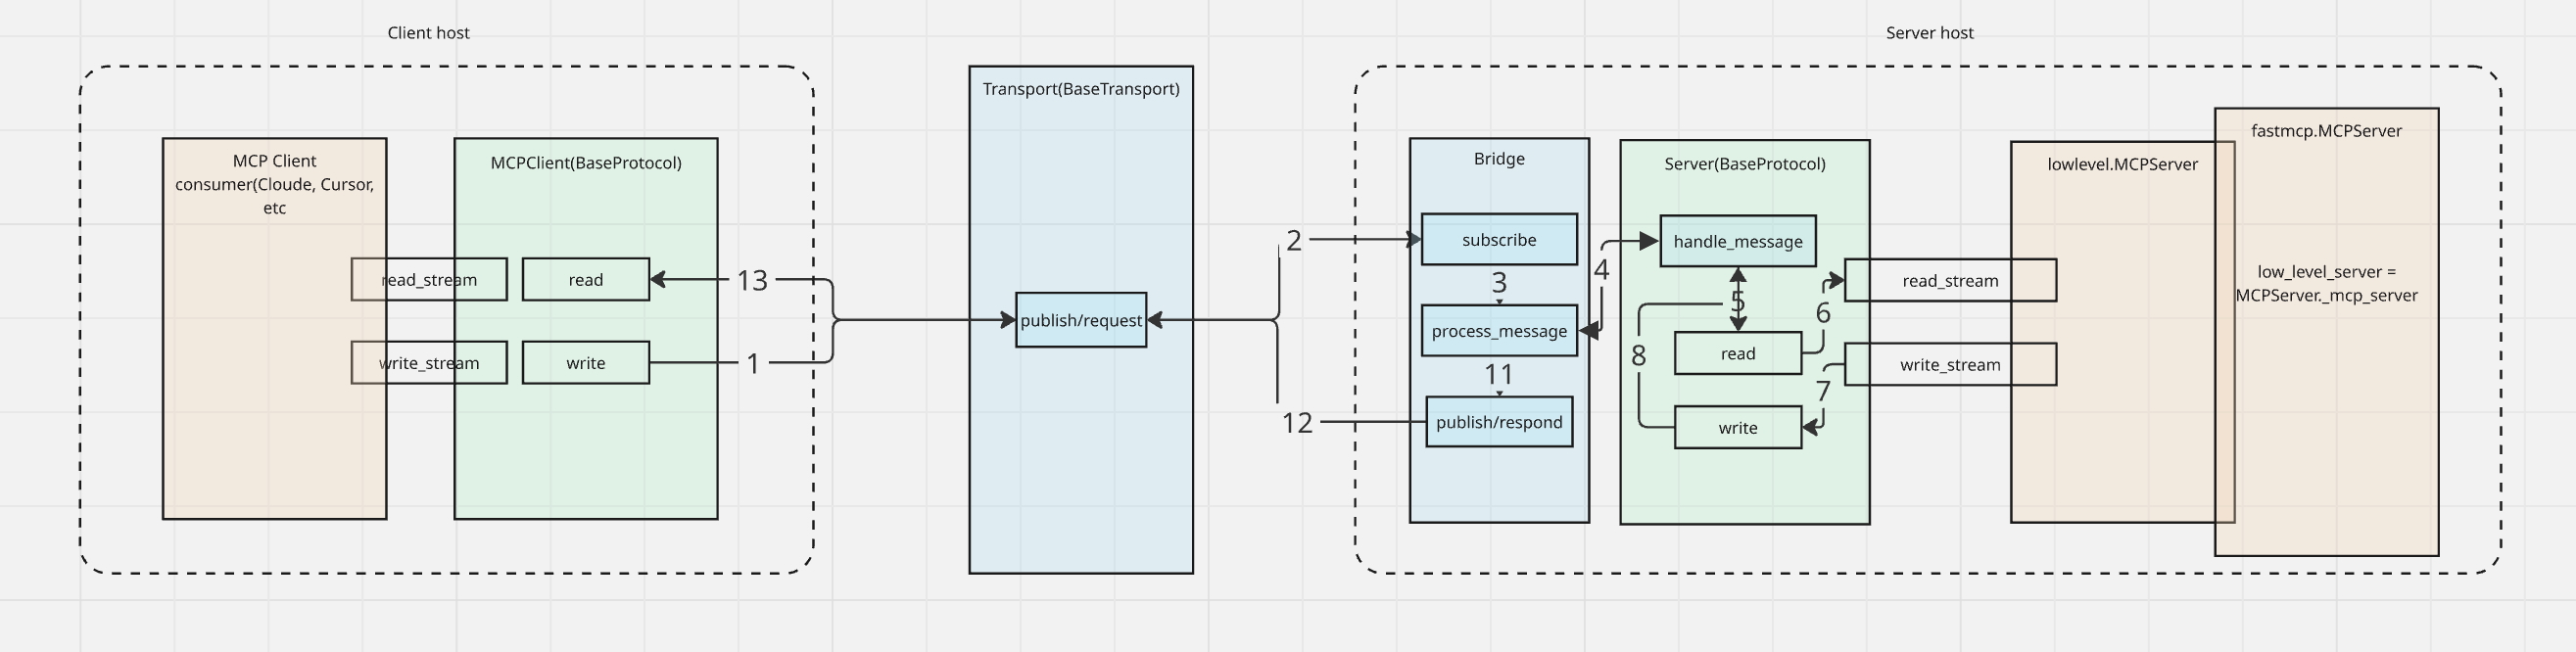 Client host
Server host
MCP Client
consumer(Cloude, Cursor,
etc
MCPClient(BaseProtocol)
read_stream
read
13
write_stream
write
1
Transport(BaseTransport)
publish/request
2
12
Bridge
subscribe
3
process_message
11
publish/respond
4
Server(BaseProtocol)
handle_message
5
read
8
write
6
7
read_stream
write_stream
lowlevel.MCPServer
fastmcp.MCPServer
low_level_server =
MCPServer._mcp_server